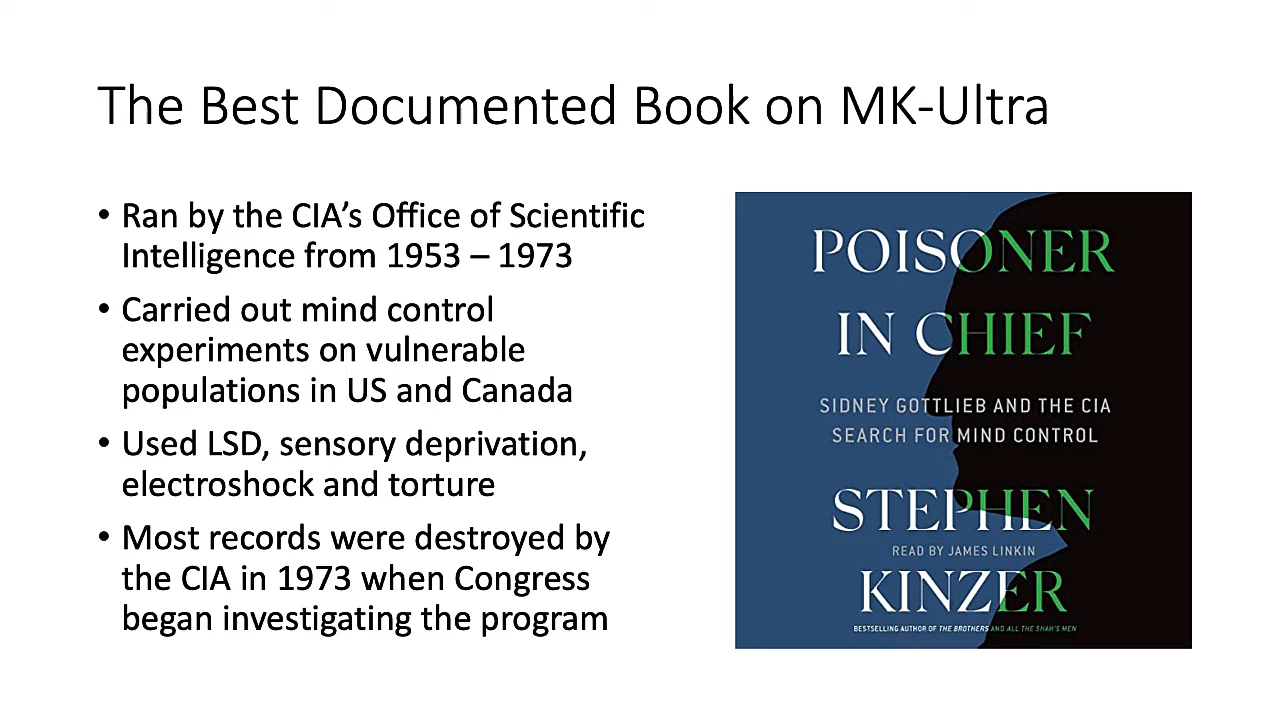 The Best Documented Book on MK-Ultra
• Ran by the CIA’s Office of Scientific
Intelligence from 1953 – 1973
• Carried out mind control
experiments on vulnerable
populations in US and Canada
• Used LSD, sensory deprivation,
electroshock and torture
• Most records were destroyed by
the CIA in 1973 when Congress
began investigating the program
POISONER
IN CHIEF
SIDNEY GOTTLIEB AND THE CIA
SEARCH FOR MIND CONTROL
STEPHEN
READ BY JAMES LINKIN
KINZER
BESTSELLING AUTHOR OF THE BROTHERS AND ALL THE SHAH'S MEN